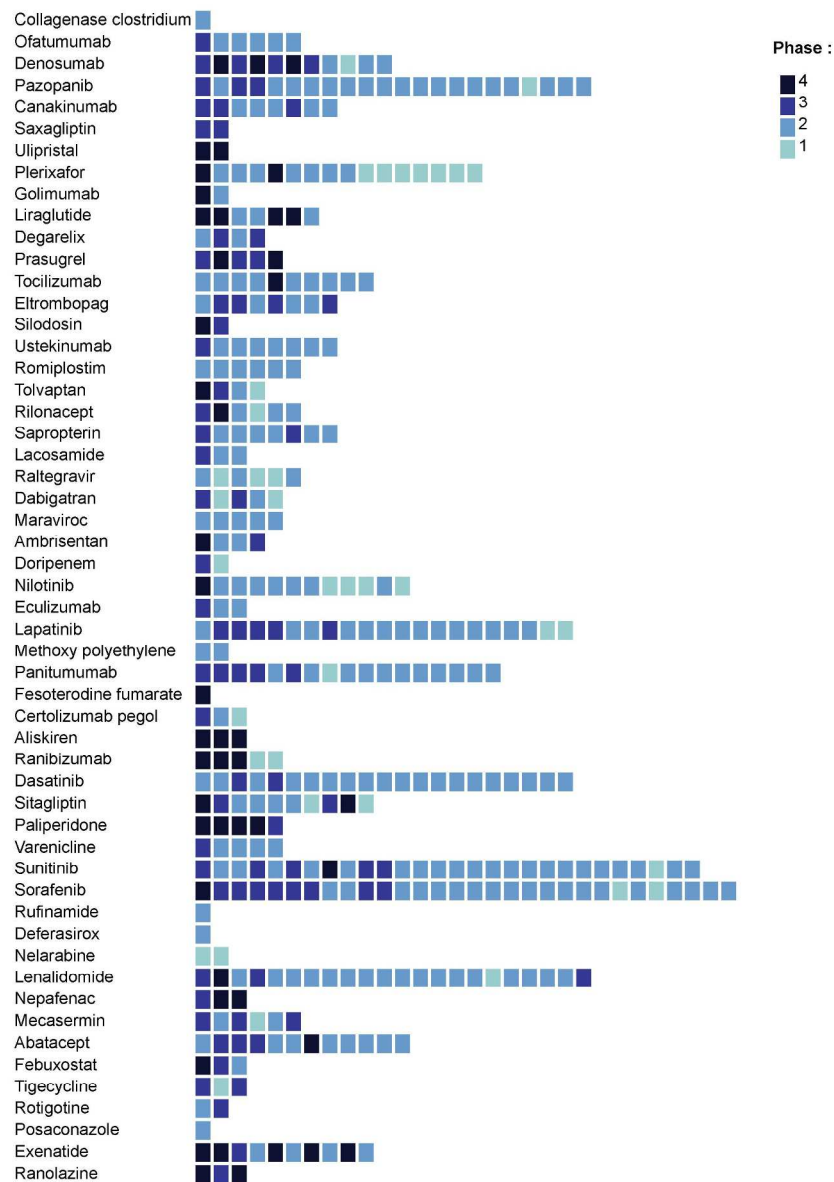 Collagenase clostridium
Ofatumumab
Denosumab
Pazopanib
Canakinumab
Saxagliptin
Ulipristal
Plerixafor
Golimumab
Liraglutide
Degarelix
Prasugrel
Tocilizumab
Eltrombopag
Silodosin
Ustekinumab
Romiplostim
Tolvaptan
Rilonacept
Sapropterin
Lacosamide
Raltegravir
Dabigatran
Maraviroc
Ambrisentan
Doripenem
Nilotinib
Eculizumab
Lapatinib
Methoxy polyethylene
Panitumumab
Fesoterodine fumarate
Certolizumab pegol
Aliskiren
Ranibizumab
Dasatinib
Sitagliptin
Paliperidone
Varenicline
Sunitinib
Sorafenib
Rufinamide
Deferasirox
Nelarabine
Lenalidomide
Nepafenac
Mecasermin
Abatacept
Febuxostat
Tigecycline
Rotigotine
Posaconazole
Exenatide
Ranolazine
Phase :
4
3
2
1